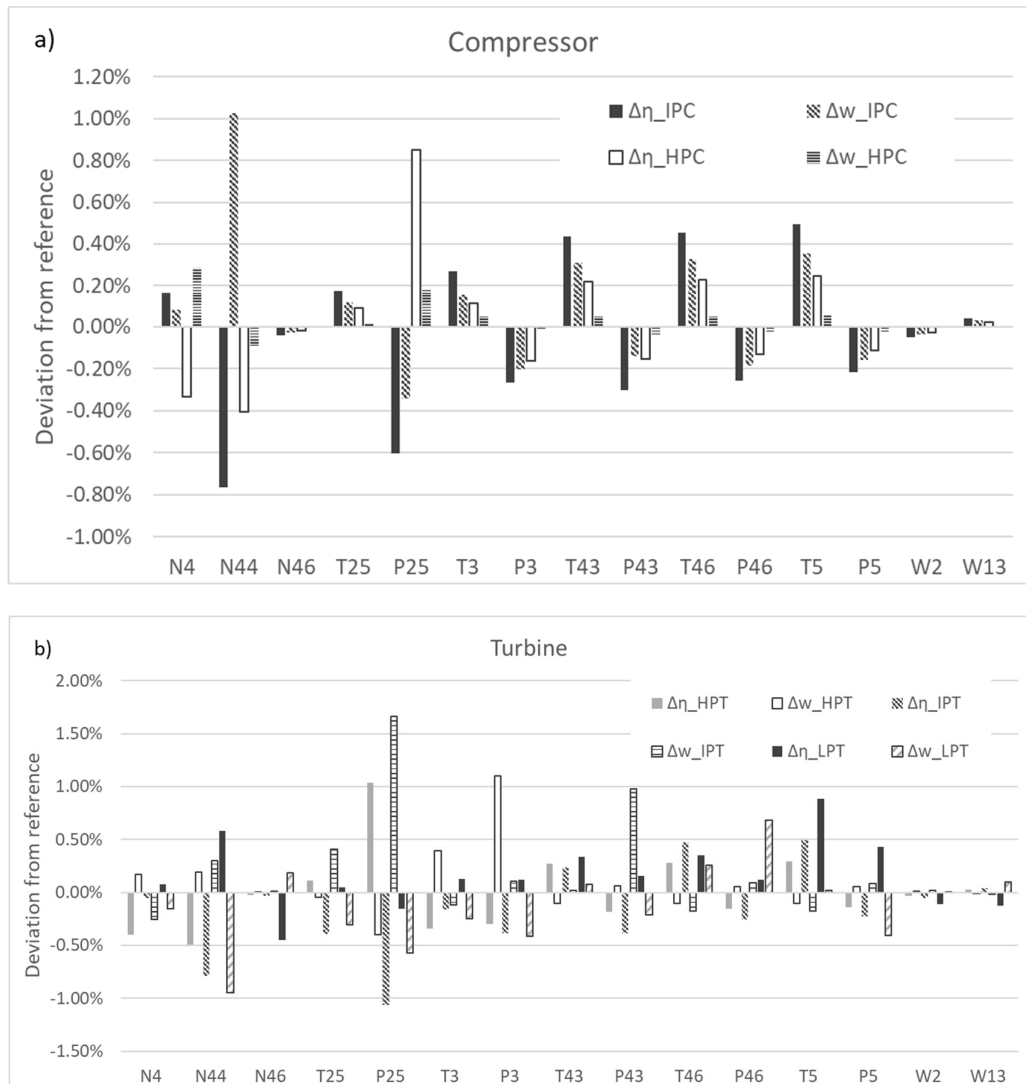 a)
Compressor
1.20%
1.00%
0.80%
0.60%
0.40%
0.20%
0.00%
-0.20%
-0.40%
-0.60%
-0.80%
-1.00%
Deviation from reference
Δη_IPC Δw_IPC
Δη_HPC Δw_HPC
N4 N44 N46 T25 P25 T3 P3 T43 P43 T46 P46 T5 P5 W2 W13
b)
Turbine
2.00%
1.50%
1.00%
0.50%
0.00%
-0.50%
-1.00%
-1.50%
Deviation from reference
Δη_HPT Δw_HPT Δη_IPT
Δw_IPT Δη_LPT Δw_LPT
N4 N44 N46 T25 P25 T3 P3 T43 P43 T46 P46 T5 P5 W2 W13